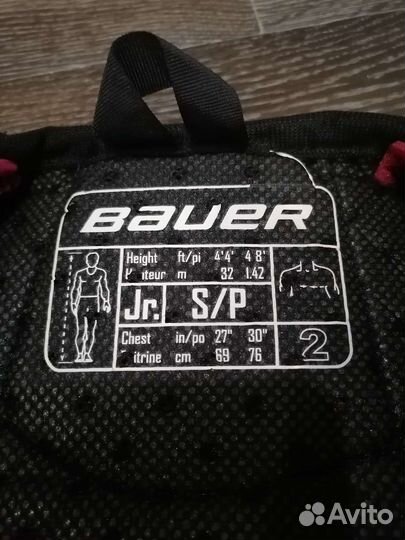 BAUER
Height ft/pi 4'4' 4 8'
m 32 1.42
Jr. S/P
Chest in/po 27" 30"
itrine cm 69 76
2
Avito